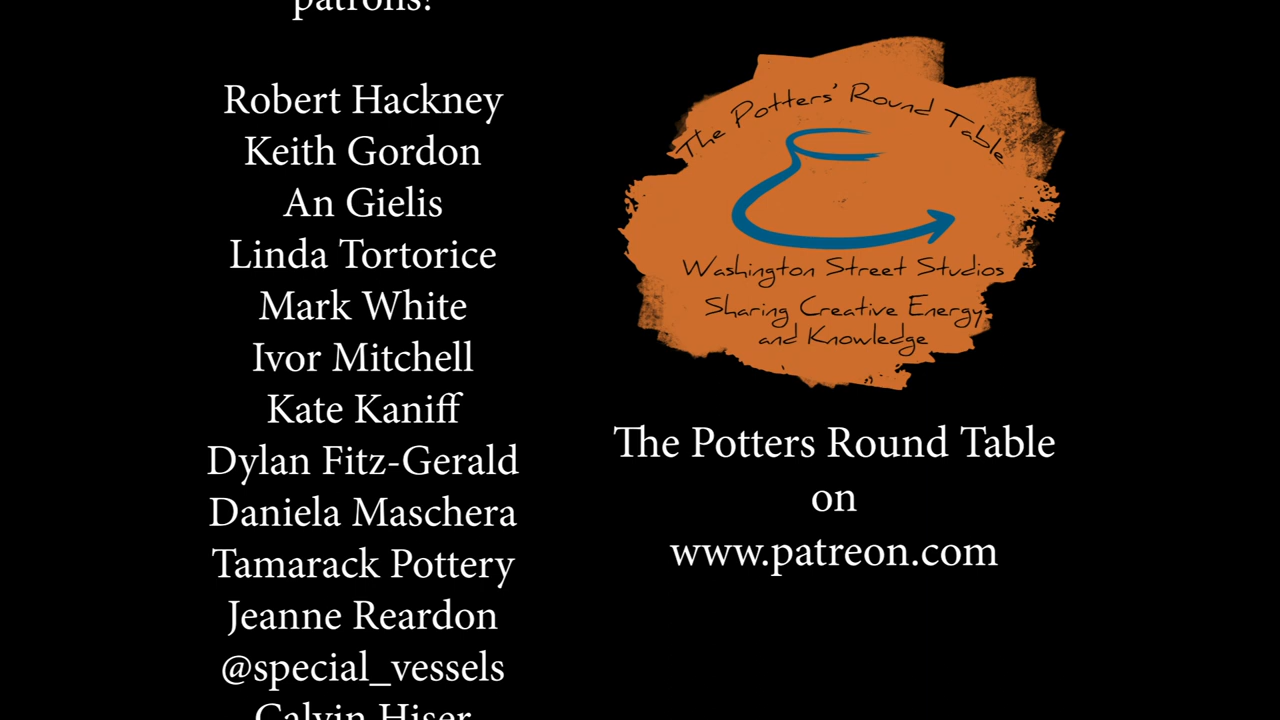 patrons!
Robert Hackney
Keith Gordon
An Gielis
Linda Tortorice
Mark White
Ivor Mitchell
Kate Kaniff
Dylan Fitz-Gerald
Daniela Maschera
Tamarack Pottery
Jeanne Reardon
@special_vessels
Calvin Hiser
The Potters' Round Table
Washington Street Studios
Sharing Creative Energy
and Knowledge
The Potters Round Table
on
www.patreon.com